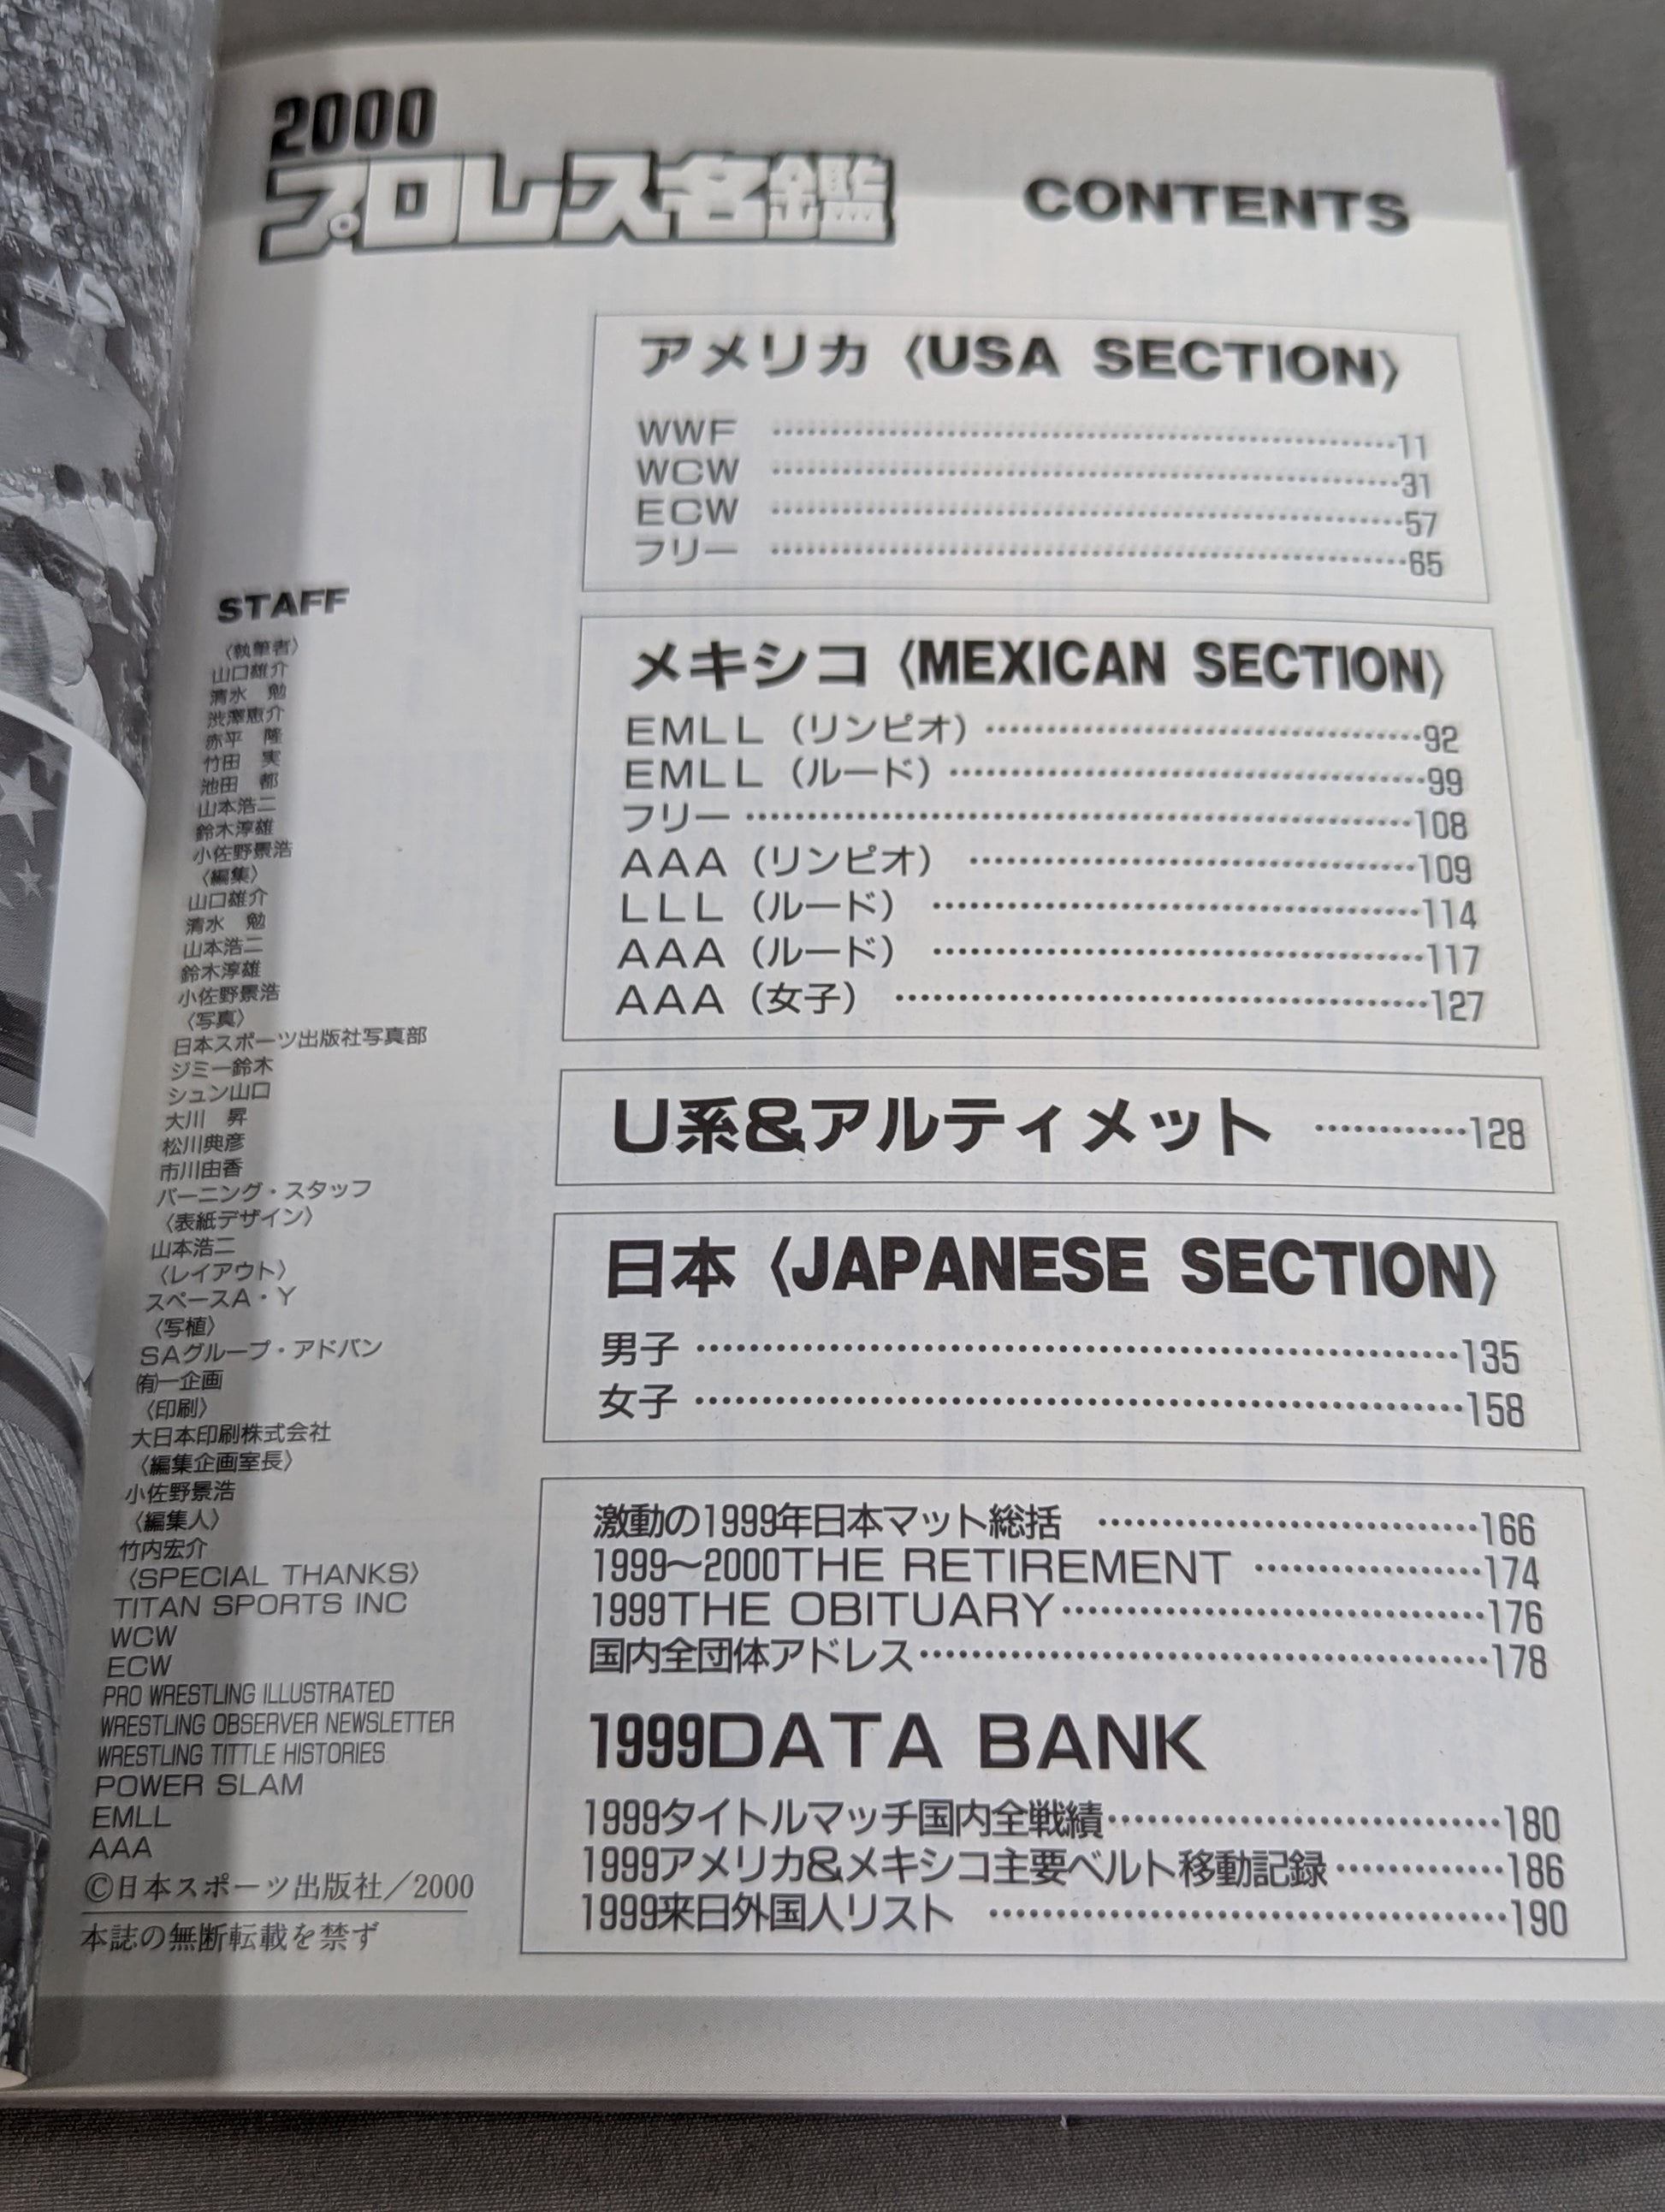 2000
プロレス名鑑
CONTENTS
アメリカ〈USA SECTION〉
WWF ……………11
WCW ……………31
ECW ……………57
フリー ……………65
メキシコ〈MEXICAN SECTION〉
EMLL（リンピオ）……………92
EMLL（ルード）……………99
フリー……………108
AAA（リンピオ）……………109
LLL（ルード）……………114
AAA（ルード）……………117
AAA（女子）……………127
U系&アルティメット ……………128
日本〈JAPANESE SECTION〉
男子……………135
女子……………158
激動の1999年日本マット総括 ……………166
1999〜2000THE RETIREMENT ……………174
1999THE OBITUARY……………176
国内全団体アドレス……………178
1999DATA BANK
1999タイトルマッチ国内全戦績……………180
1999アメリカ&メキシコ主要ベルト移動記録……………186
1999来日外国人リスト ……………190
STAFF
〈執筆者〉
山口雄介
清水　勉
渋澤恵介
赤平　隆
竹田　実
池田　都
山本浩二
鈴木淳雄
小佐野景浩
〈編集〉
山口雄介
清水　勉
山本浩二
鈴木淳雄
小佐野景浩
〈写真〉
日本スポーツ出版社写真部
ジミー鈴木
シュン山口
大川　昇
松川典彦
市川由香
バーニング・スタッフ
〈表紙デザイン〉
山本浩二
〈レイアウト〉
スペースA・Y
〈写植〉
SAグループ・アドバン
㈲一企画
〈印刷〉
大日本印刷株式会社
〈編集企画室長〉
小佐野景浩
〈編集人〉
竹内宏介
〈SPECIAL THANKS〉
TITAN SPORTS INC
WCW
ECW
PRO WRESTLING ILLUSTRATED
WRESTLING OBSERVER NEWSLETTER
WRESTLING TITTLE HISTORIES
POWER SLAM
EMLL
AAA
©日本スポーツ出版社／2000
本誌の無断転載を禁ず